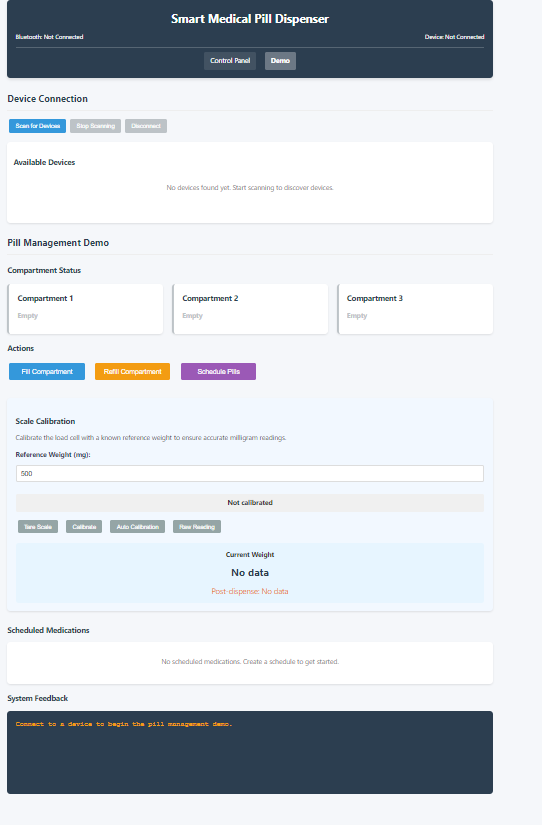 Smart Medical Pill Dispenser
Bluetooth: Not Connected
Device: Not Connected
Control Panel
Demo
Device Connection
Scan for Devices
Stop Scanning
Disconnect
Available Devices
No devices found yet. Start scanning to discover devices.
Pill Management Demo
Compartment Status
Compartment 1
Empty
Compartment 2
Empty
Compartment 3
Empty
Actions
Fill Compartment
Refill Compartment
Schedule Pills
Scale Calibration
Calibrate the load cell with a known reference weight to ensure accurate milligram readings.
Reference Weight (mg):
500
Not calibrated
Tare Scale
Calibrate
Auto Calibration
Raw Reading
Current Weight
No data
Post-dispense: No data
Scheduled Medications
No scheduled medications. Create a schedule to get started.
System Feedback
Connect to a device to begin the pill management demo.